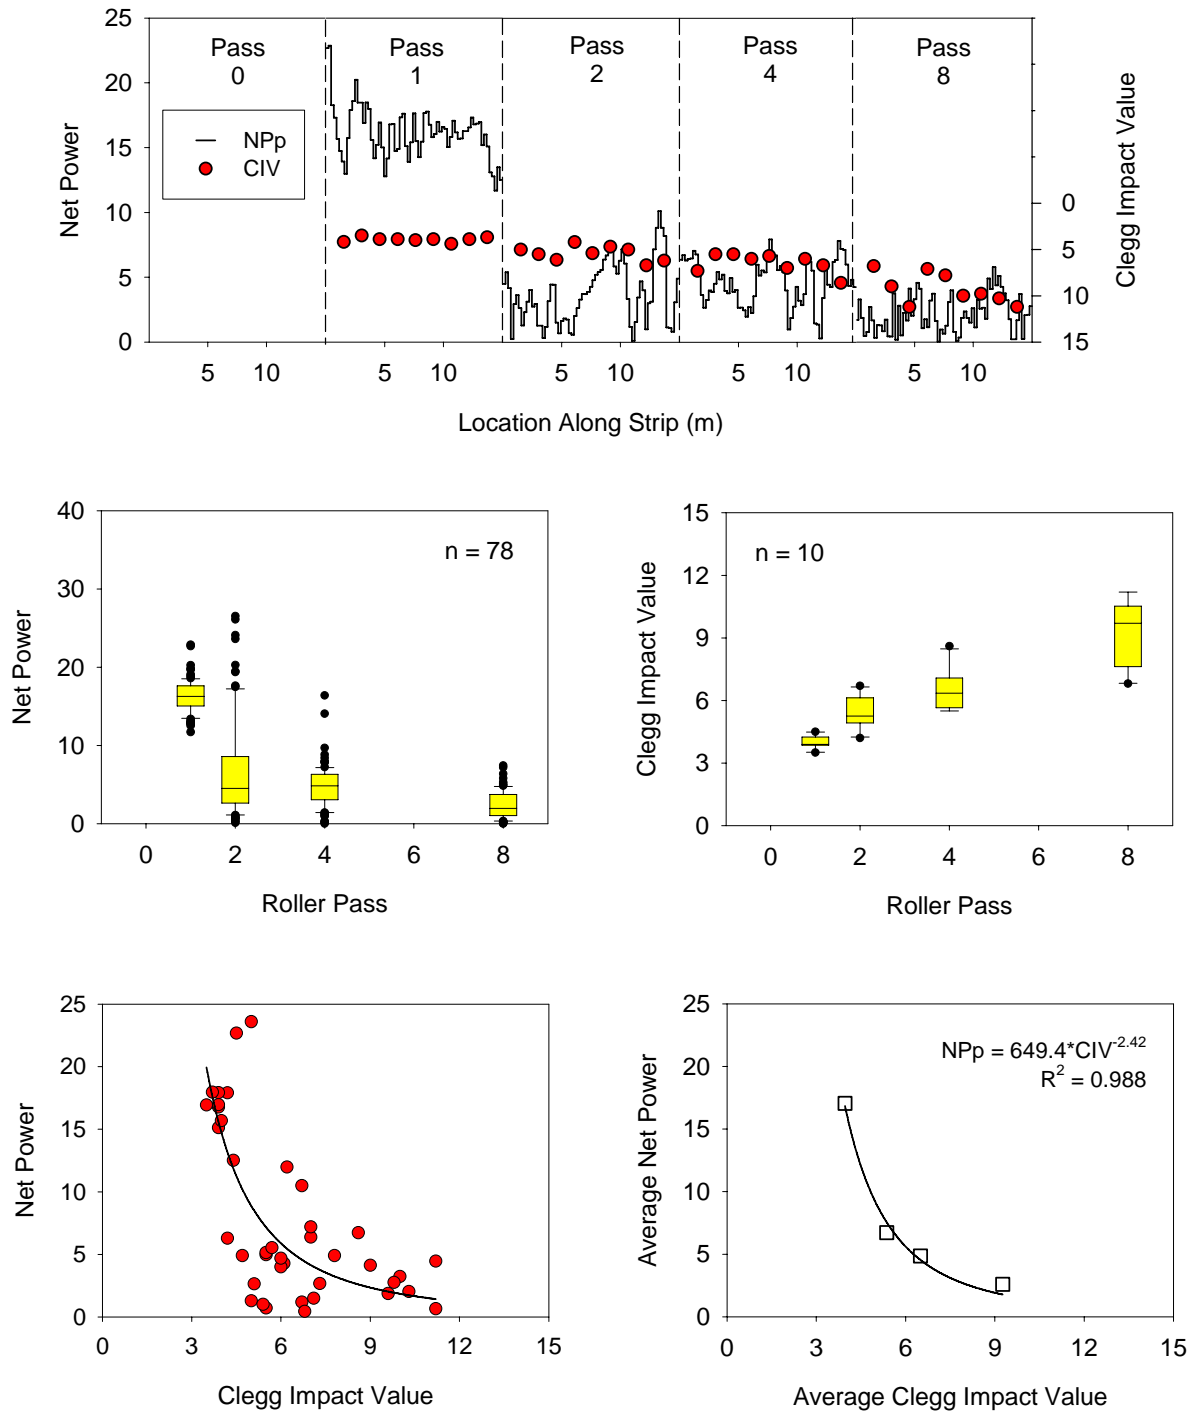 25
20
15
10
5
0
Net Power
Pass
0
Pass
1
Pass
2
Pass
4
Pass
8
NPp
CIV
0
5
10
15
Clegg Impact Value
5 10 5 10 5 10 5 10 5 10
Location Along Strip (m)
40
30
20
10
0
Net Power
n = 78
0 2 4 6 8
Roller Pass
15
12
9
6
3
0
Clegg Impact Value
n = 10
0 2 4 6 8
Roller Pass
25
20
15
10
5
0
Net Power
0 3 6 9 12 15
Clegg Impact Value
25
20
15
10
5
0
Average Net Power
NPp = 649.4*CIV^-2.42
R^2 = 0.988
0 3 6 9 12 15
Average Clegg Impact Value